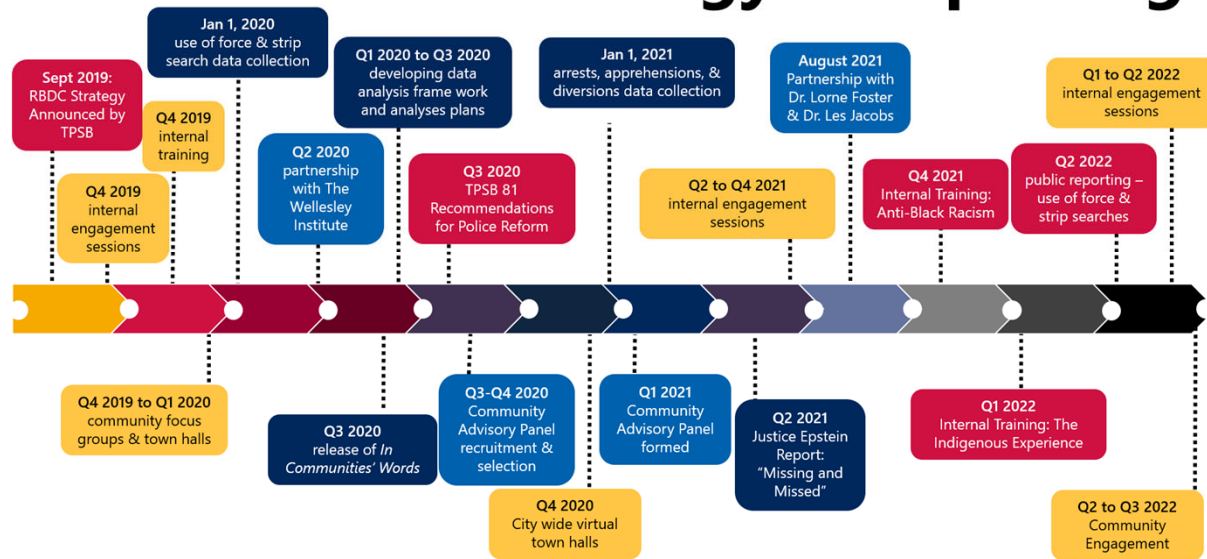 Jan 1, 2020
use of force & strip
search data collection
Sept 2019:
RBDC Strategy
Announced by
TPSB
Q4 2019
internal
training
Q4 2019
internal
engagement
sessions
Q1 2020 to Q3 2020
developing data
analysis frame work
and analyses plans
Q2 2020
partnership
with The
Wellesley
Institute
Q3 2020
TPSB 81
Recommendations
for Police Reform
Jan 1, 2021
arrests, apprehensions, &
diversions data collection
August 2021
Partnership with
Dr. Lorne Foster
& Dr. Les Jacobs
Q2 to Q4 2021
internal engagement
sessions
Q4 2021
Internal Training:
Anti-Black Racism
Q1 to Q2 2022
internal engagement
sessions
Q2 2022
public reporting –
use of force &
strip searches
Q4 2019 to Q1 2020
community focus
groups & town halls
Q3 2020
release of In
Communities' Words
Q3-Q4 2020
Community
Advisory Panel
recruitment &
selection
Q4 2020
City wide virtual
town halls
Q1 2021
Community
Advisory Panel
formed
Q2 2021
Justice Epstein
Report:
"Missing and
Missed"
Q1 2022
Internal Training: The
Indigenous Experience
Q2 to Q3 2022
Community
Engagement